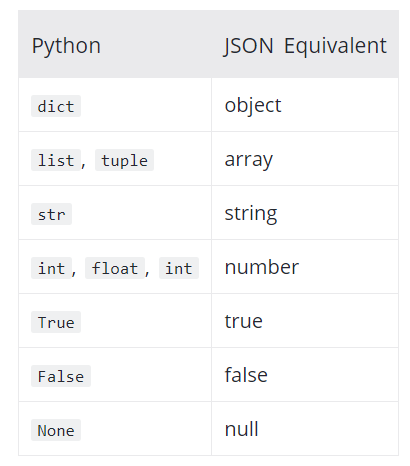 Python JSON Equivalent
dict object
list, tuple array
str string
int, float, int number
True true
False false
None null